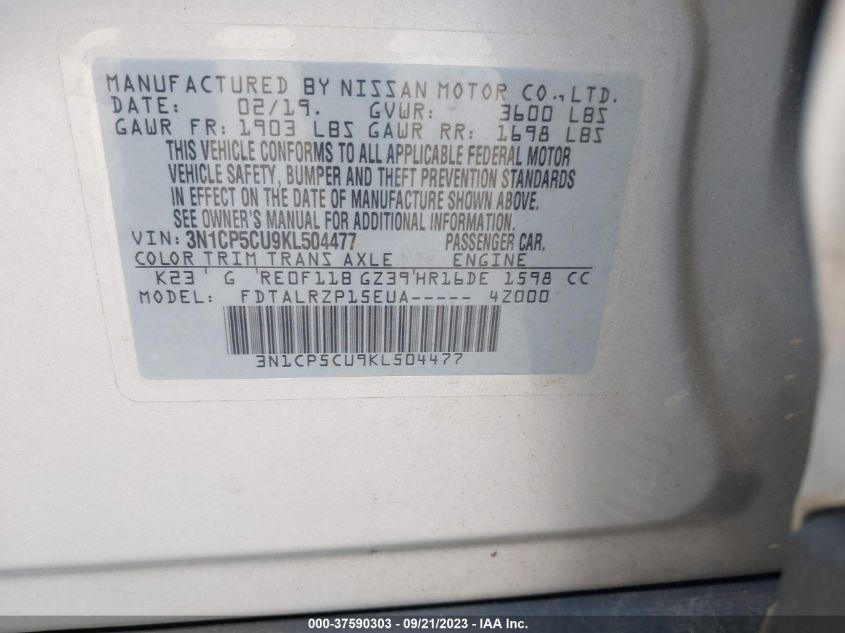 MANUFACTURED BY NISSAN MOTOR CO.,LTD.
DATE: 02/19. GVWR: 3600 LBS
GAWR FR: 1903 LBS GAWR RR: 1698 LBS
THIS VEHICLE CONFORMS TO ALL APPLICABLE FEDERAL MOTOR
VEHICLE SAFETY, BUMPER AND THEFT PREVENTION STANDARDS
IN EFFECT ON THE DATE OF MANUFACTURE SHOWN ABOVE.
SEE OWNER'S MANUAL FOR ADDITIONAL INFORMATION.
VIN: 3N1CP5CU9KL504477 PASSENGER CAR.
COLOR TRIM TRANS AXLE ENGINE
K23 G RE0F11B GZ39 HR16DE 1598 CC
MODEL: FDTALRZP15EUA----- 4Z000
3N1CP5CU9KL504477
000-37590303 - 09/21/2023 - IAA Inc.